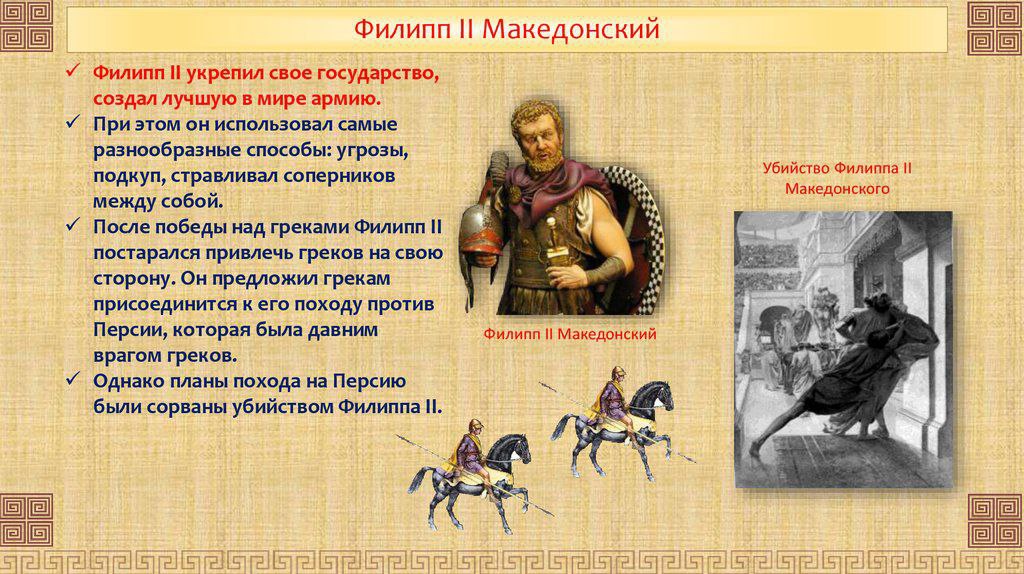 Филипп II Македонский
✓ Филипп II укрепил свое государство,
создал лучшую в мире армию.
✓ При этом он использовал самые
разнообразные способы: угрозы,
подкуп, стравливал соперников
между собой.
✓ После победы над греками Филипп II
постарался привлечь греков на свою
сторону. Он предложил грекам
присоединится к его походу против
Персии, которая была давним
врагом греков.
✓ Однако планы похода на Персию
были сорваны убийством Филиппа II.
Филипп II Македонский
Убийство Филиппа II
Македонского